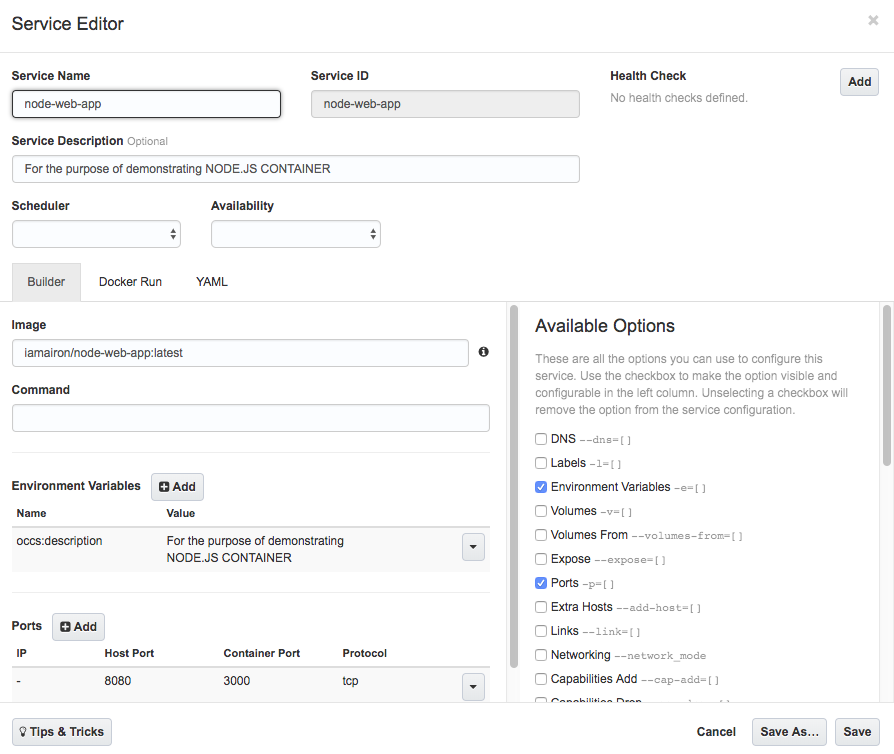 Service Editor ×
Service Name
node-web-app
Service ID
node-web-app
Health Check
No health checks defined.
Add
Service Description Optional
For the purpose of demonstrating NODE.JS CONTAINER
Scheduler
Availability
Builder Docker Run YAML
Image
iamairon/node-web-app:latest
Command
Environment Variables Add
Name Value
occs:description For the purpose of demonstrating
NODE.JS CONTAINER
Ports Add
IP Host Port Container Port Protocol
- 8080 3000 tcp
Available Options
These are all the options you can use to configure this
service. Use the checkbox to make the option visible and
configurable in the left column. Unselecting a checkbox will
remove the option from the service configuration.
DNS --dns=[]
Labels -l=[]
Environment Variables -e=[]
Volumes -v=[]
Volumes From --volumes-from=[]
Expose --expose=[]
Ports -p=[]
Extra Hosts --add-host=[]
Links --link=[]
Networking --network_mode
Capabilities Add --cap-add=[]
Capabilities Drop
Tips & Tricks
Cancel Save As... Save